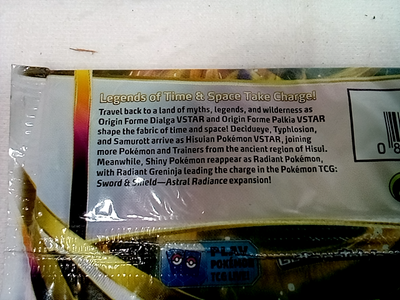 Legends of Time & Space Take Charge!
Travel back to a land of myths, legends, and wilderness as
Origin Forme Dialga VSTAR and Origin Forme Palkia VSTAR
shape the fabric of time and space! Decidueye, Typhlosion,
and Samurott arrive as Hisuian Pokémon VSTAR, joining
more Pokémon and Trainers from the ancient region of Hisui.
Meanwhile, Shiny Pokémon reappear as Radiant Pokémon,
with Radiant Greninja leading the charge in the Pokémon TCG:
Sword & Shield—Astral Radiance expansion!
0
PLAY
POKÉMON